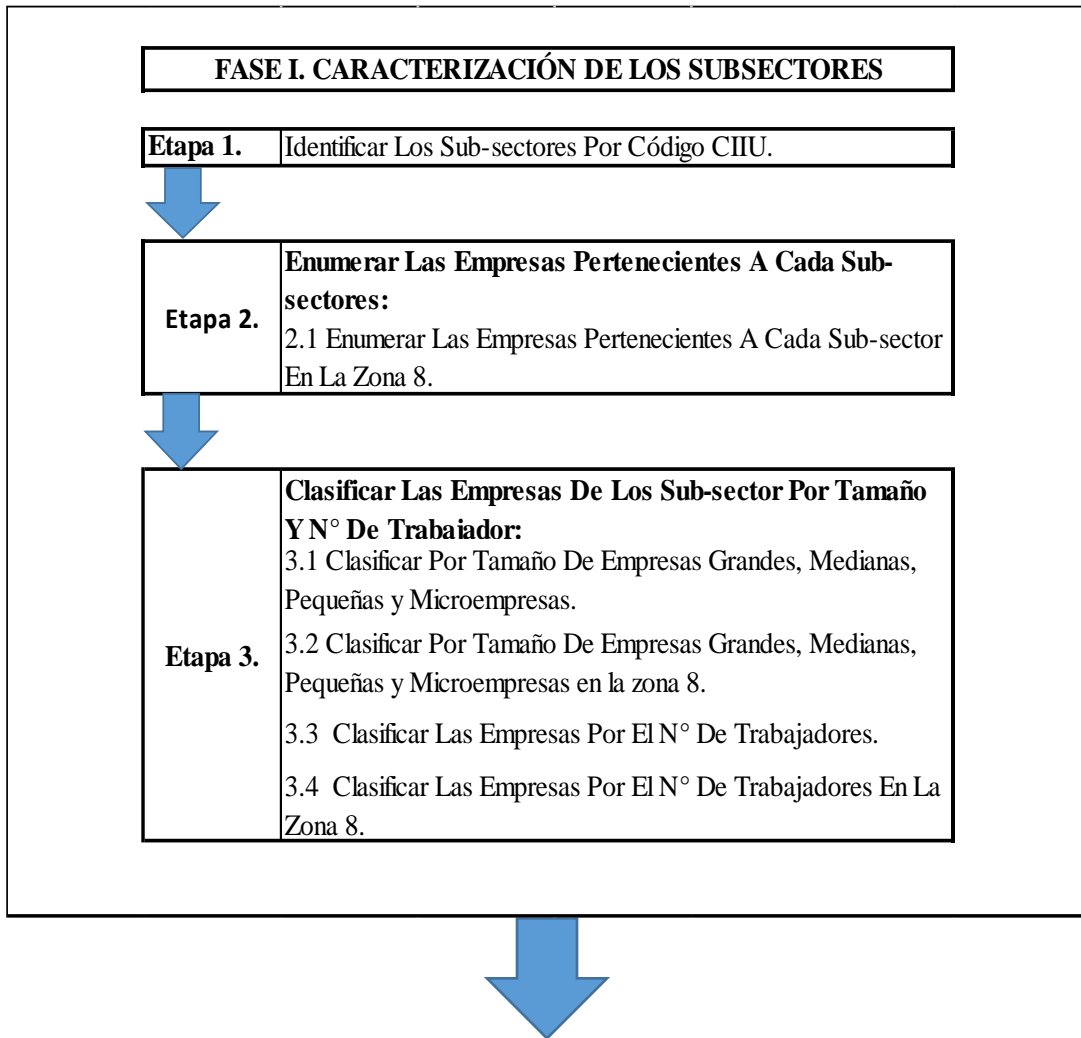 FASE I. CARACTERIZACIÓN DE LOS SUBSECTORES
Etapa 1. Identificar Los Sub-sectores Por Código CIIU.
Enumerar Las Empresas Pertenecientes A Cada Sub-
sectores:
Etapa 2.
2.1 Enumerar Las Empresas Pertenecientes A Cada Sub-sector
En La Zona 8.
Clasificar Las Empresas De Los Sub-sector Por Tamaño
Y N° De Trabajador:
3.1 Clasificar Por Tamaño De Empresas Grandes, Medianas,
Pequeñas y Microempresas.
Etapa 3.
3.2 Clasificar Por Tamaño De Empresas Grandes, Medianas,
Pequeñas y Microempresas en la zona 8.
3.3 Clasificar Las Empresas Por El N° De Trabajadores.
3.4 Clasificar Las Empresas Por El N° De Trabajadores En La
Zona 8.